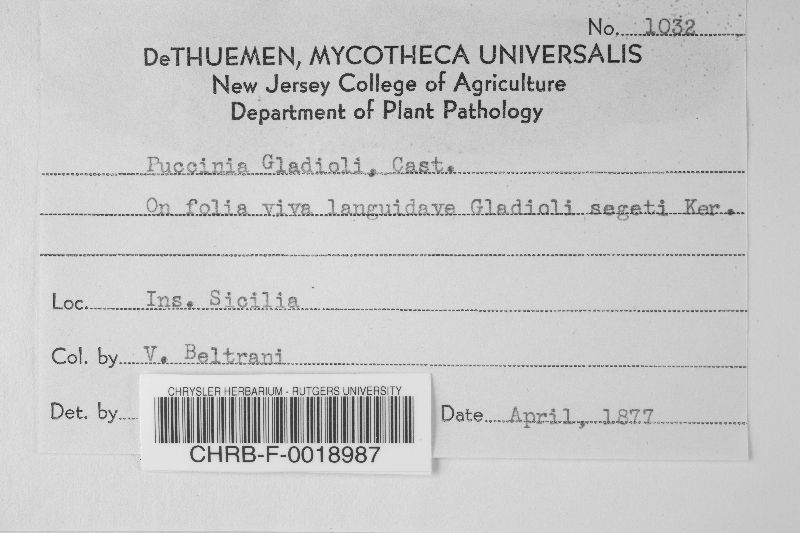 No. 1032
DeTHUEMEN, MYCOTHECA UNIVERSALIS
New Jersey College of Agriculture
Department of Plant Pathology
Puccinia Gladioli, Cast.
On folia viva languidave Gladioli segeti Ker.
Loc. Ins. Sicilia
Col. by V. Beltrani
Det. by Date April, 1877
CHRYSLER HERBARIUM - RUTGERS UNIVERSITY
CHRB-F-0018987